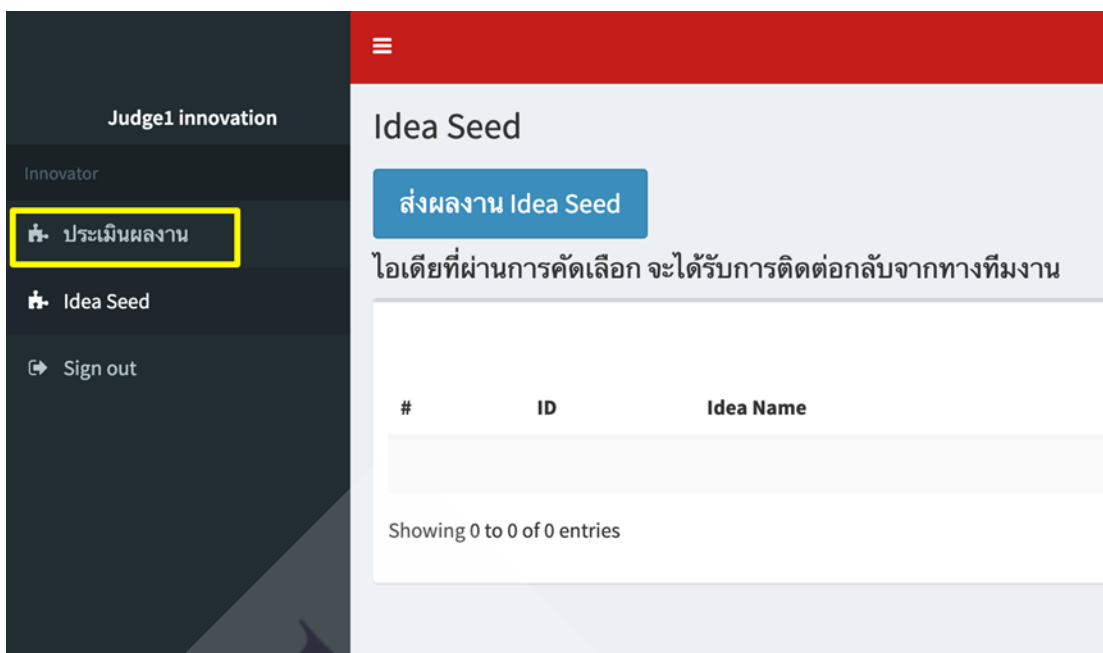 Judge1 innovation
Innovator
ประเมินผลงาน
Idea Seed
Sign out
Idea Seed
ส่งผลงาน Idea Seed
ไอเดียที่ผ่านการคัดเลือก จะได้รับการติดต่อกลับจากทางทีมงาน
# ID Idea Name
Showing 0 to 0 of 0 entries